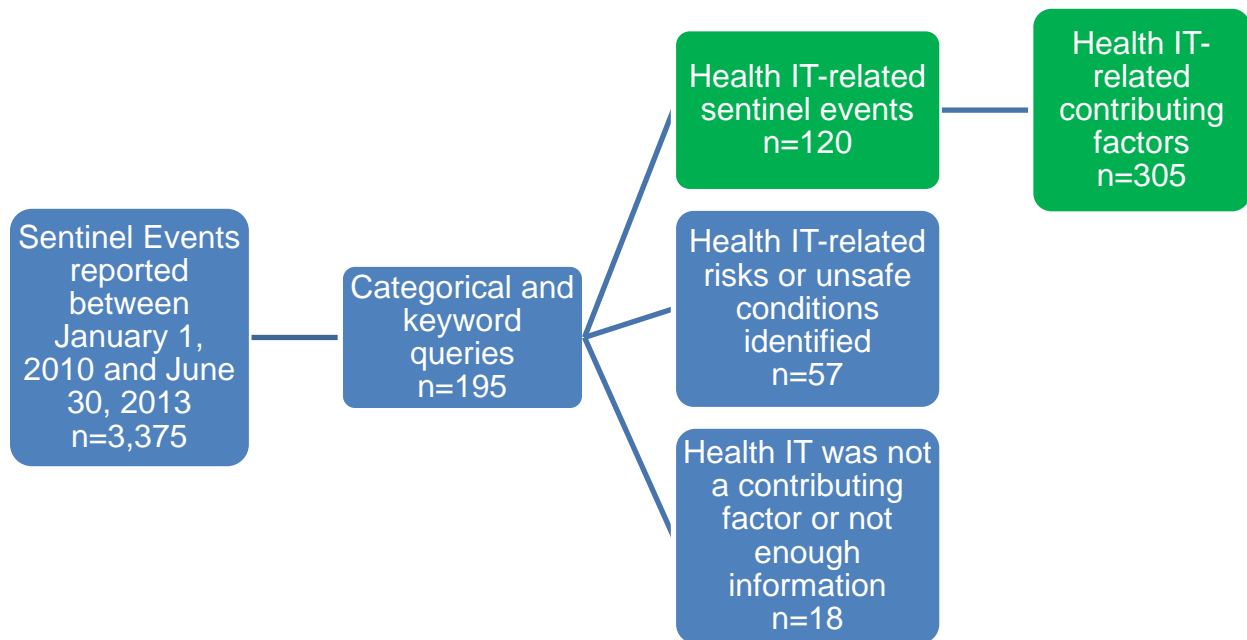 Sentinel Events
reported
between
January 1,
2010 and June
30, 2013
n=3,375
Categorical and
keyword
queries
n=195
Health IT-related
sentinel events
n=120
Health IT-
related
contributing
factors
n=305
Health IT-related
risks or unsafe
conditions
identified
n=57
Health IT was not
a contributing
factor or not
enough
information
n=18